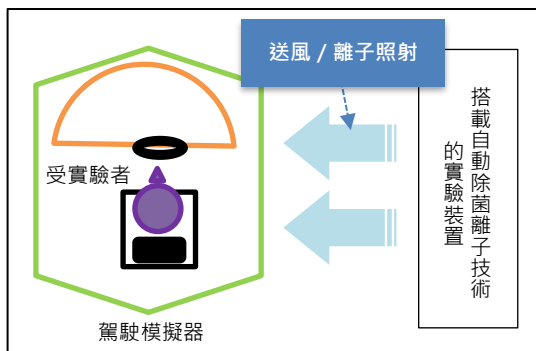 送風 / 離子照射
受實驗者
駕駛模擬器
搭載自動除菌離子技術
的實驗裝置